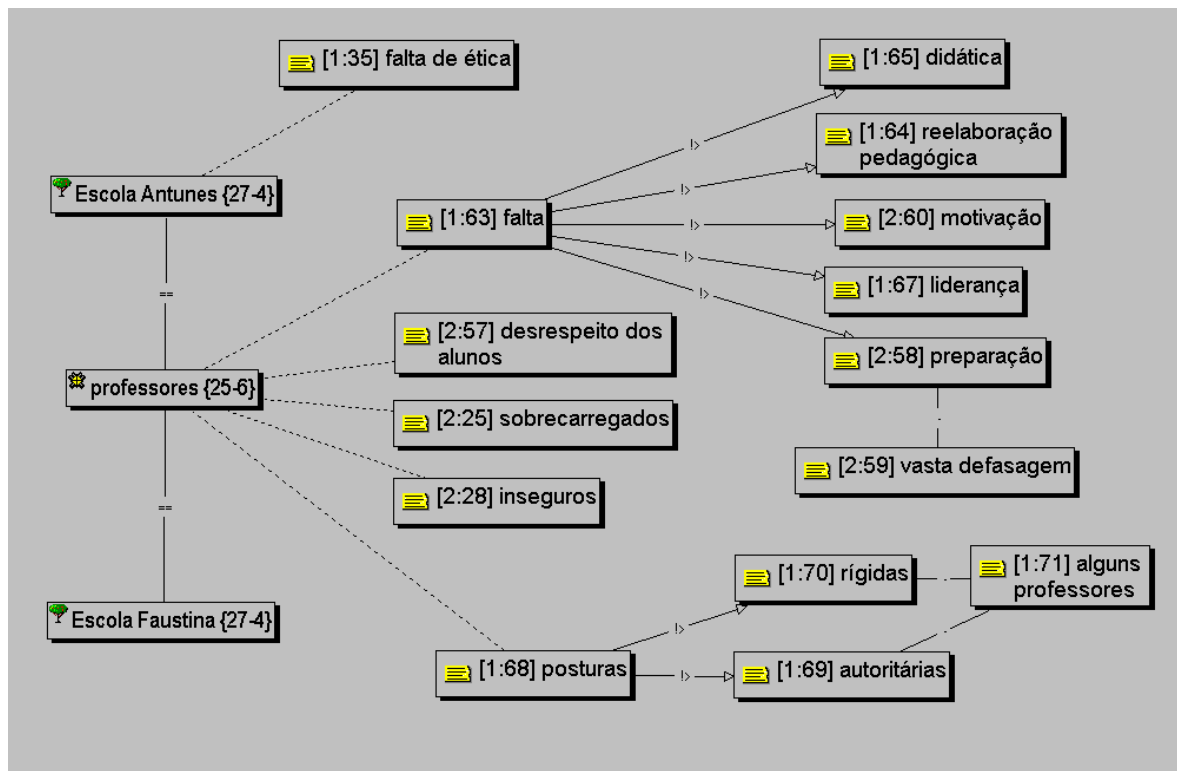 [1:35] falta de ética
[1:65] didática
[1:64] reelaboração
pedagógica
Escola Antunes {27-4}
[1:63] falta
[2:60] motivação
[1:67] liderança
[2:57] desrespeito dos
alunos
[2:58] preparação
professores {25-6}
[2:25] sobrecarregados
[2:59] vasta defasagem
[2:28] inseguros
[1:70] rígidas
[1:71] alguns
professores
Escola Faustina {27-4}
[1:68] posturas
[1:69] autoritárias
!>
!>
!>
!>
!>
==
==
!>
!>